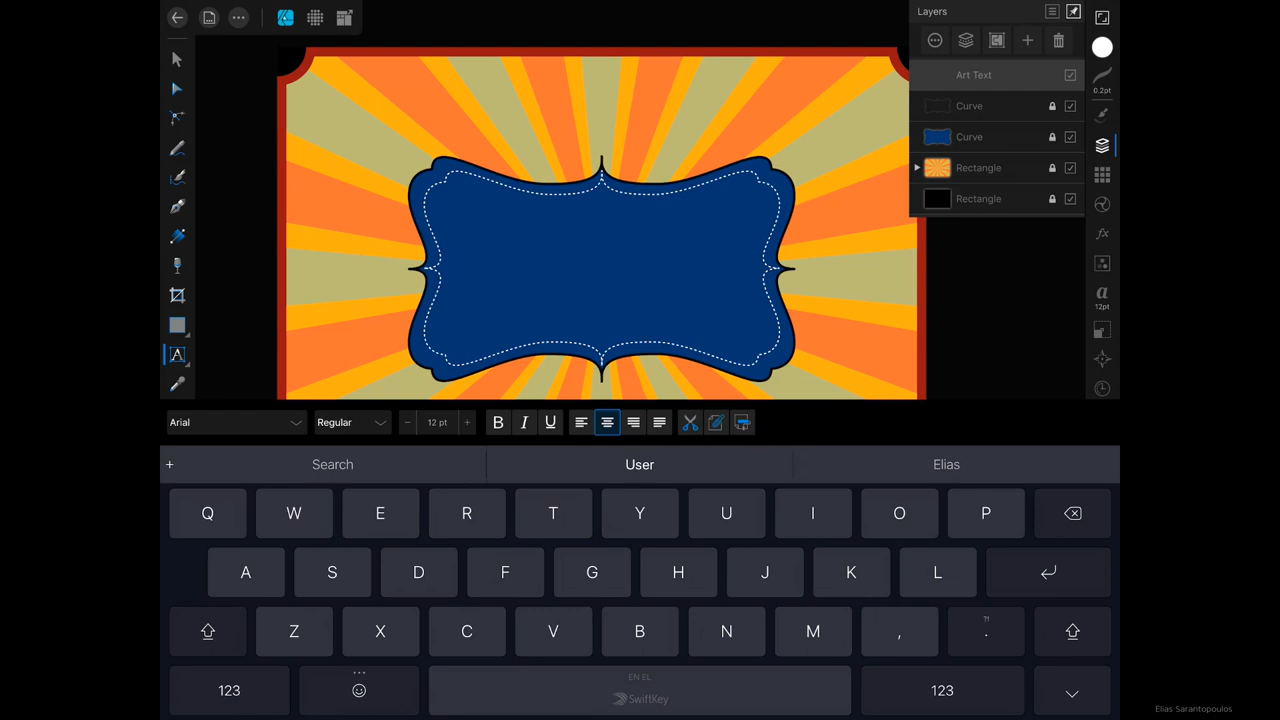 Layers
Art Text
0.2pt
Curve
Curve
Rectangle
Rectangle
fx
a
12pt
A
Arial Regular - 12 pt + B I U
+ Search User Elias
Q W E R T Y U I O P
A S D F G H J K L
Z X C V B N M , ?! .
123 ... EN EL SwiftKey 123
Elias Sarantopoulos